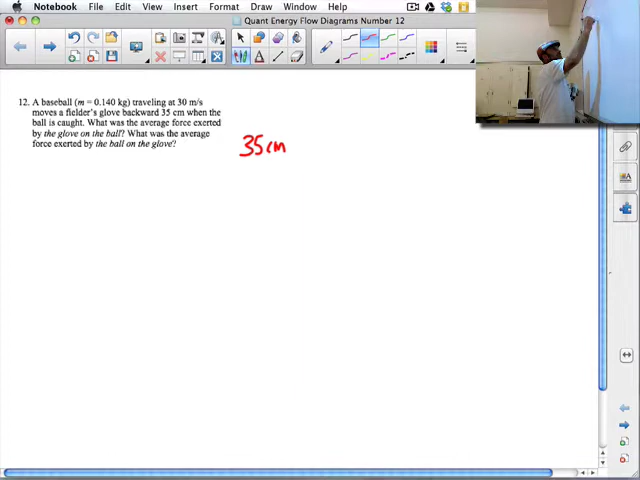 Notebook File Edit View Insert Format Draw Window
Quant Energy Flow Diagrams Number 12
12. A baseball (m = 0.140 kg) traveling at 30 m/s
moves a fielder's glove backward 35 cm when the
ball is caught. What was the average force exerted
by the glove on the ball? What was the average
force exerted by the ball on the glove?
35 cm